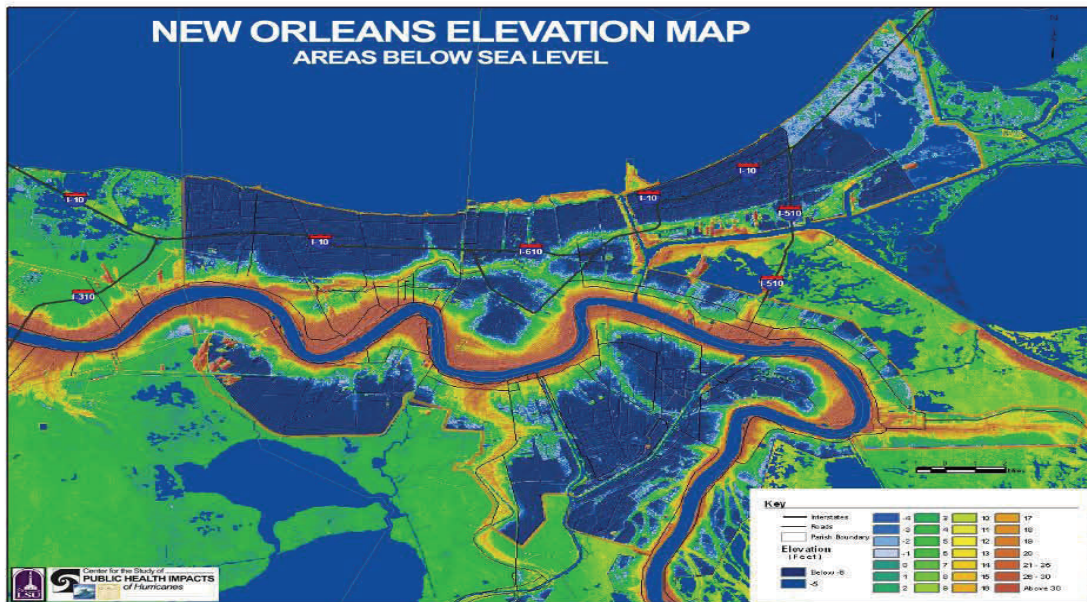 NEW ORLEANS ELEVATION MAP
AREAS BELOW SEA LEVEL
I-10
I-10
I-10
I-10
I-610
I-510
I-510
I-310
Key
Interstates
Roads
Parish Boundary
Elevation
(Feet)
Below -6
-5
-4
-3
-2
-1
0
1
2
3
4
5
6
7
8
9
10
11
12
13
14
15
16
17
18
19
20
21 - 25
26 - 30
Above 30
LSU
Center for the Study of
PUBLIC HEALTH IMPACTS
of Hurricanes